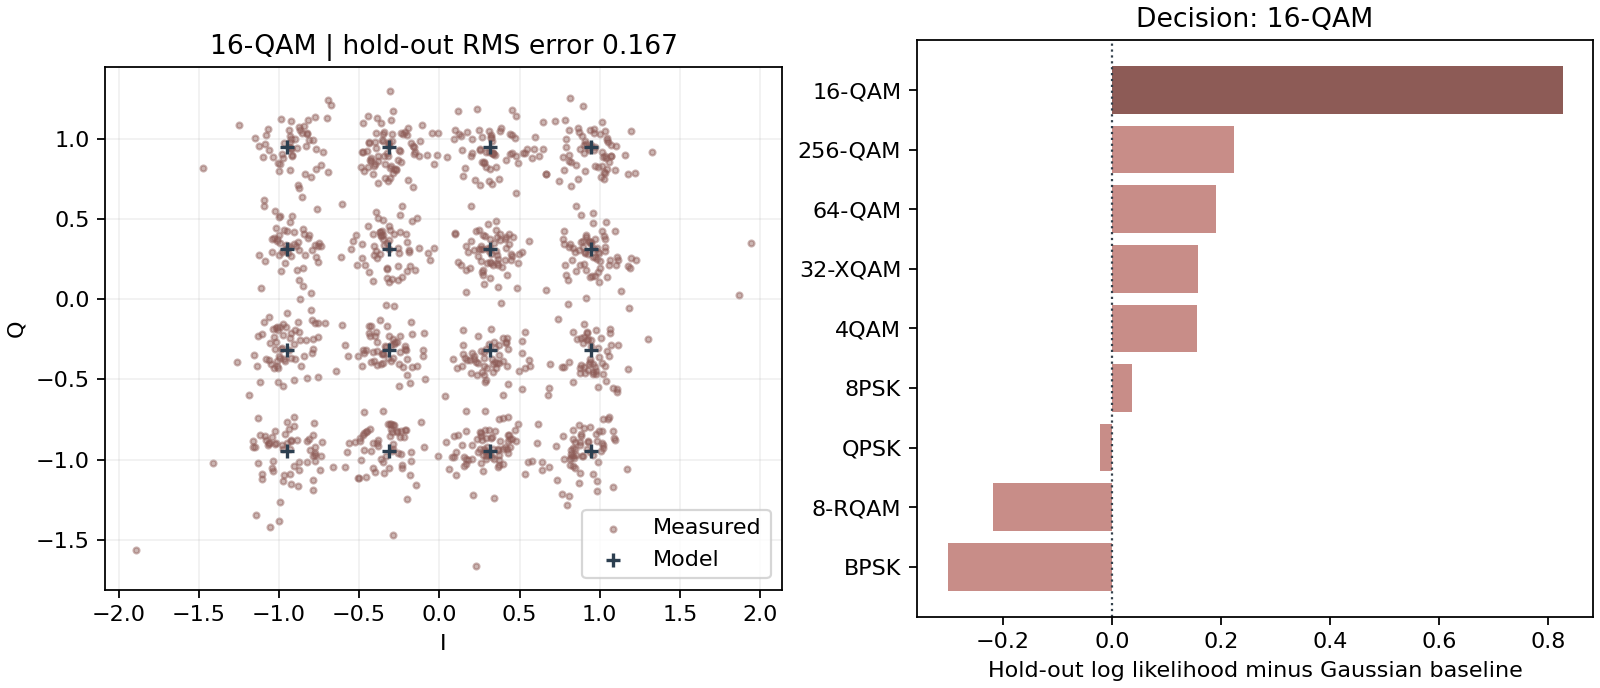 16-QAM | hold-out RMS error 0.167
1.0
0.5
0.0
−0.5
−1.0
−1.5
Q
−2.0 −1.5 −1.0 −0.5 0.0 0.5 1.0 1.5 2.0
I
Measured
Model
Decision: 16-QAM
16-QAM
256-QAM
64-QAM
32-XQAM
4QAM
8PSK
QPSK
8-RQAM
BPSK
−0.2 0.0 0.2 0.4 0.6 0.8
Hold-out log likelihood minus Gaussian baseline